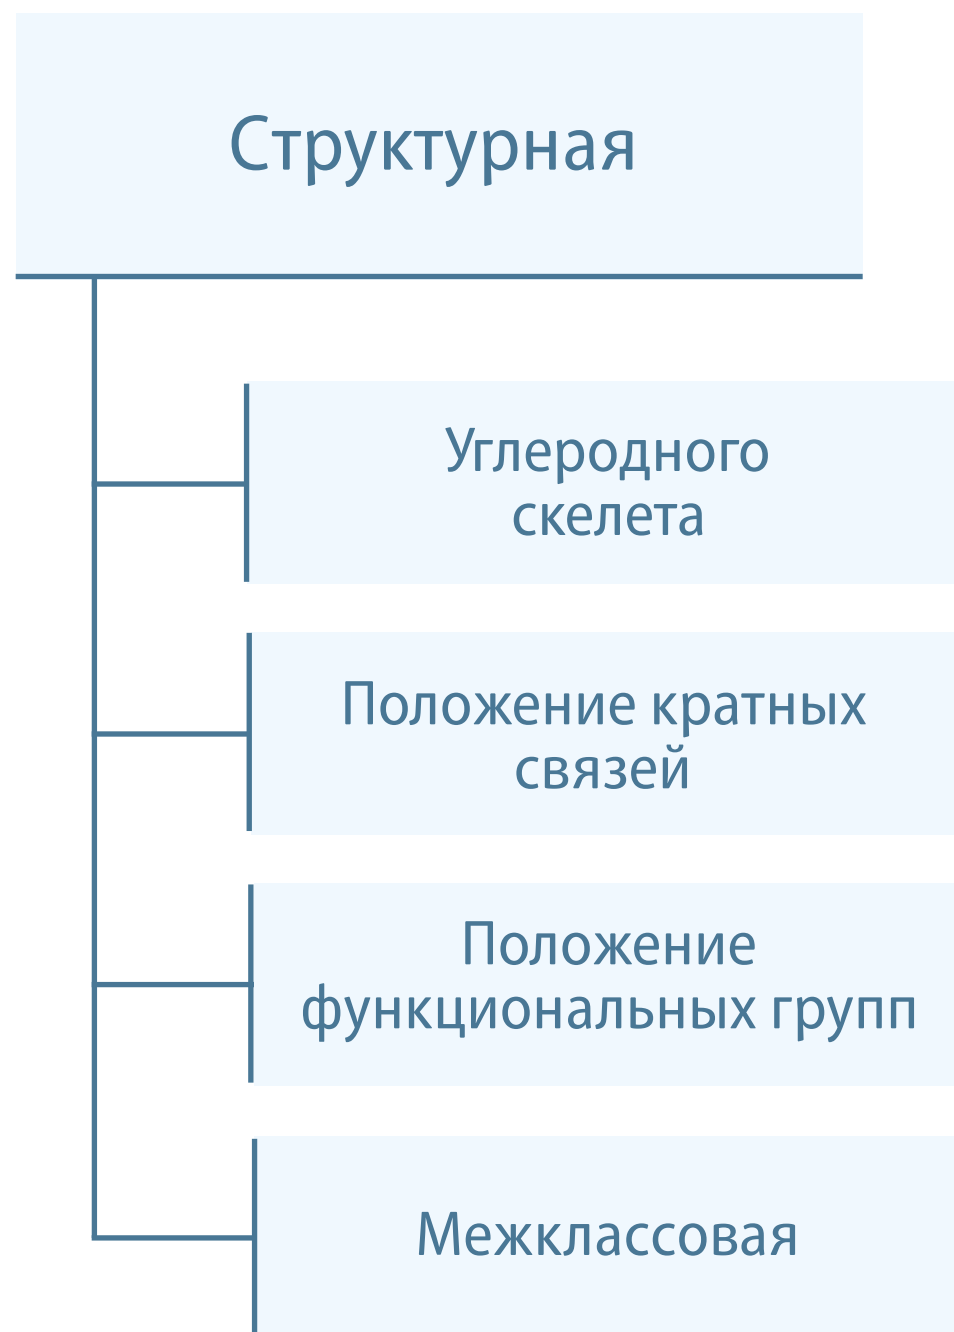 Структурная
Углеродного
скелета
Положение кратных
связей
Положение
функциональных групп
Межклассовая